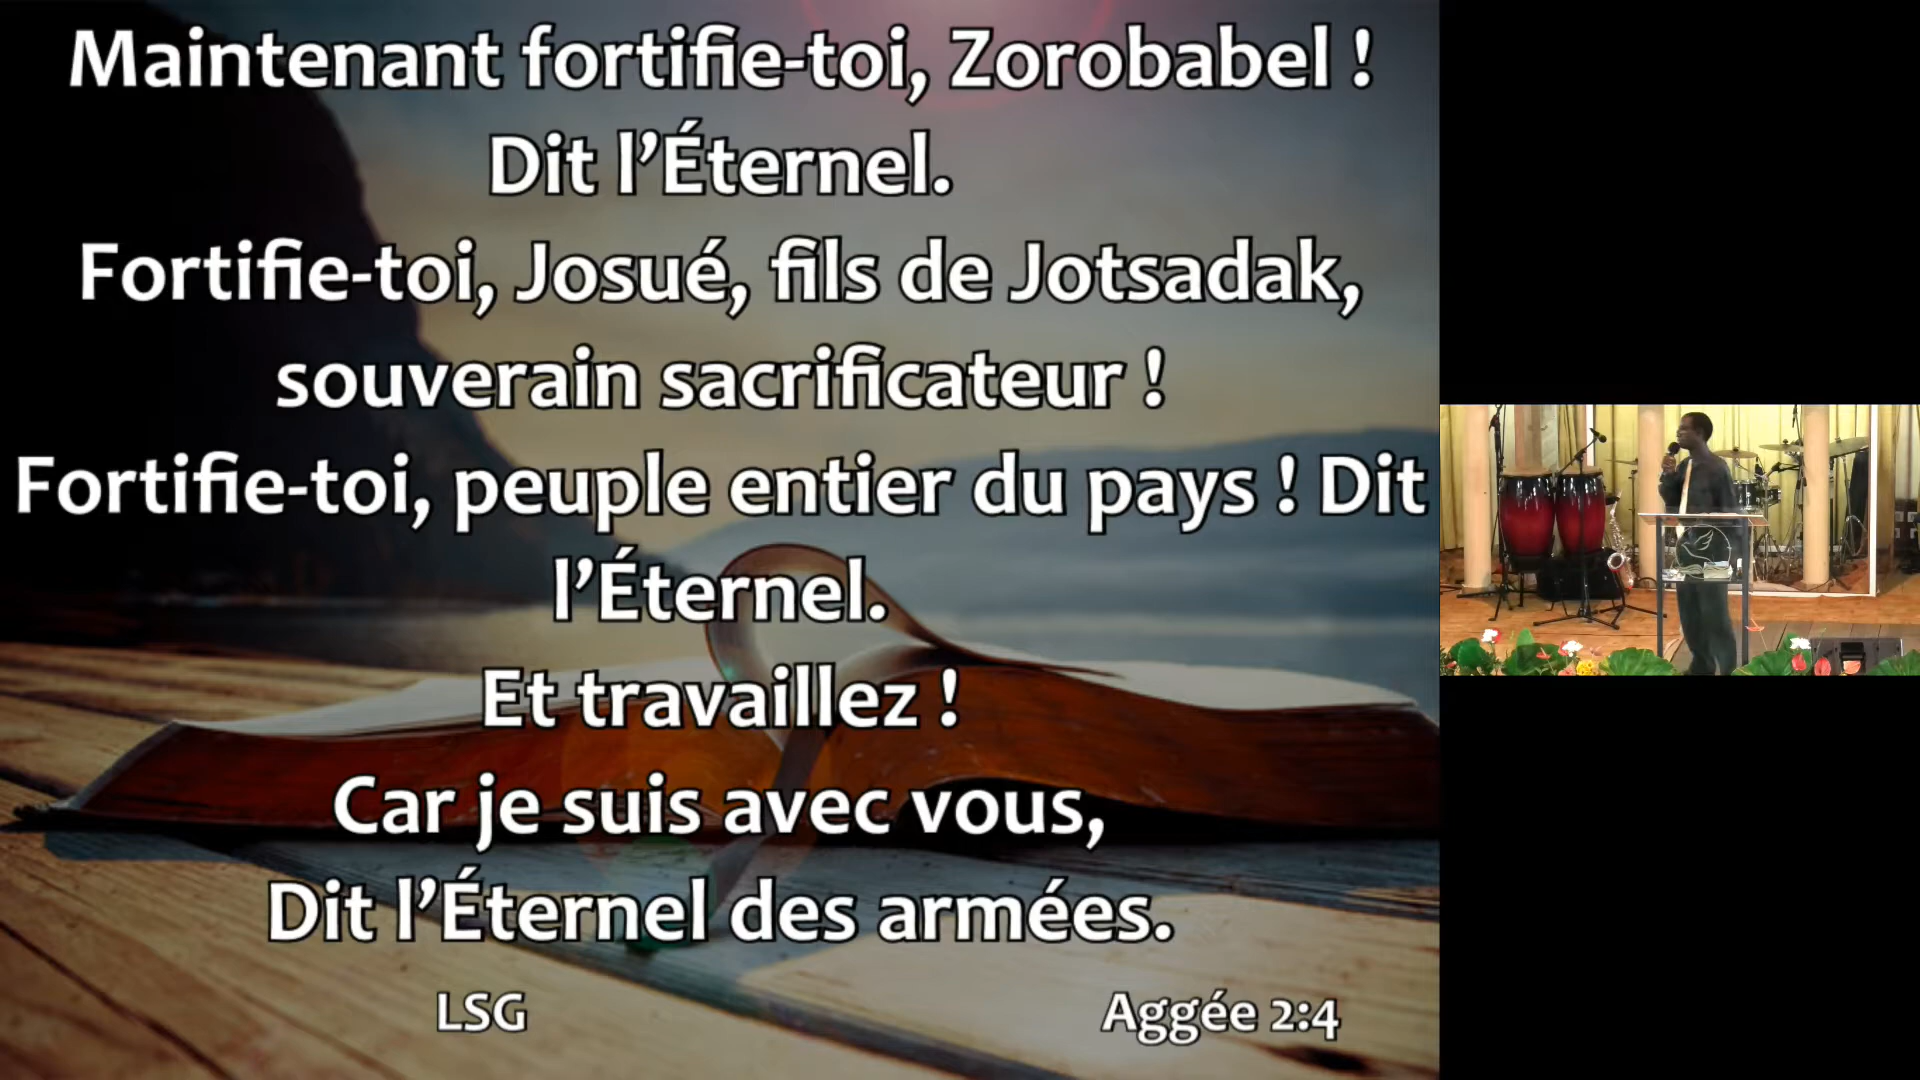 Maintenant fortifie-toi, Zorobabel !
Dit l’Éternel.
Fortifie-toi, Josué, fils de Jotsadak,
souverain sacrificateur !
Fortifie-toi, peuple entier du pays ! Dit
l’Éternel.
Et travaillez !
Car je suis avec vous,
Dit l’Éternel des armées.
LSG
Aggée 2:4